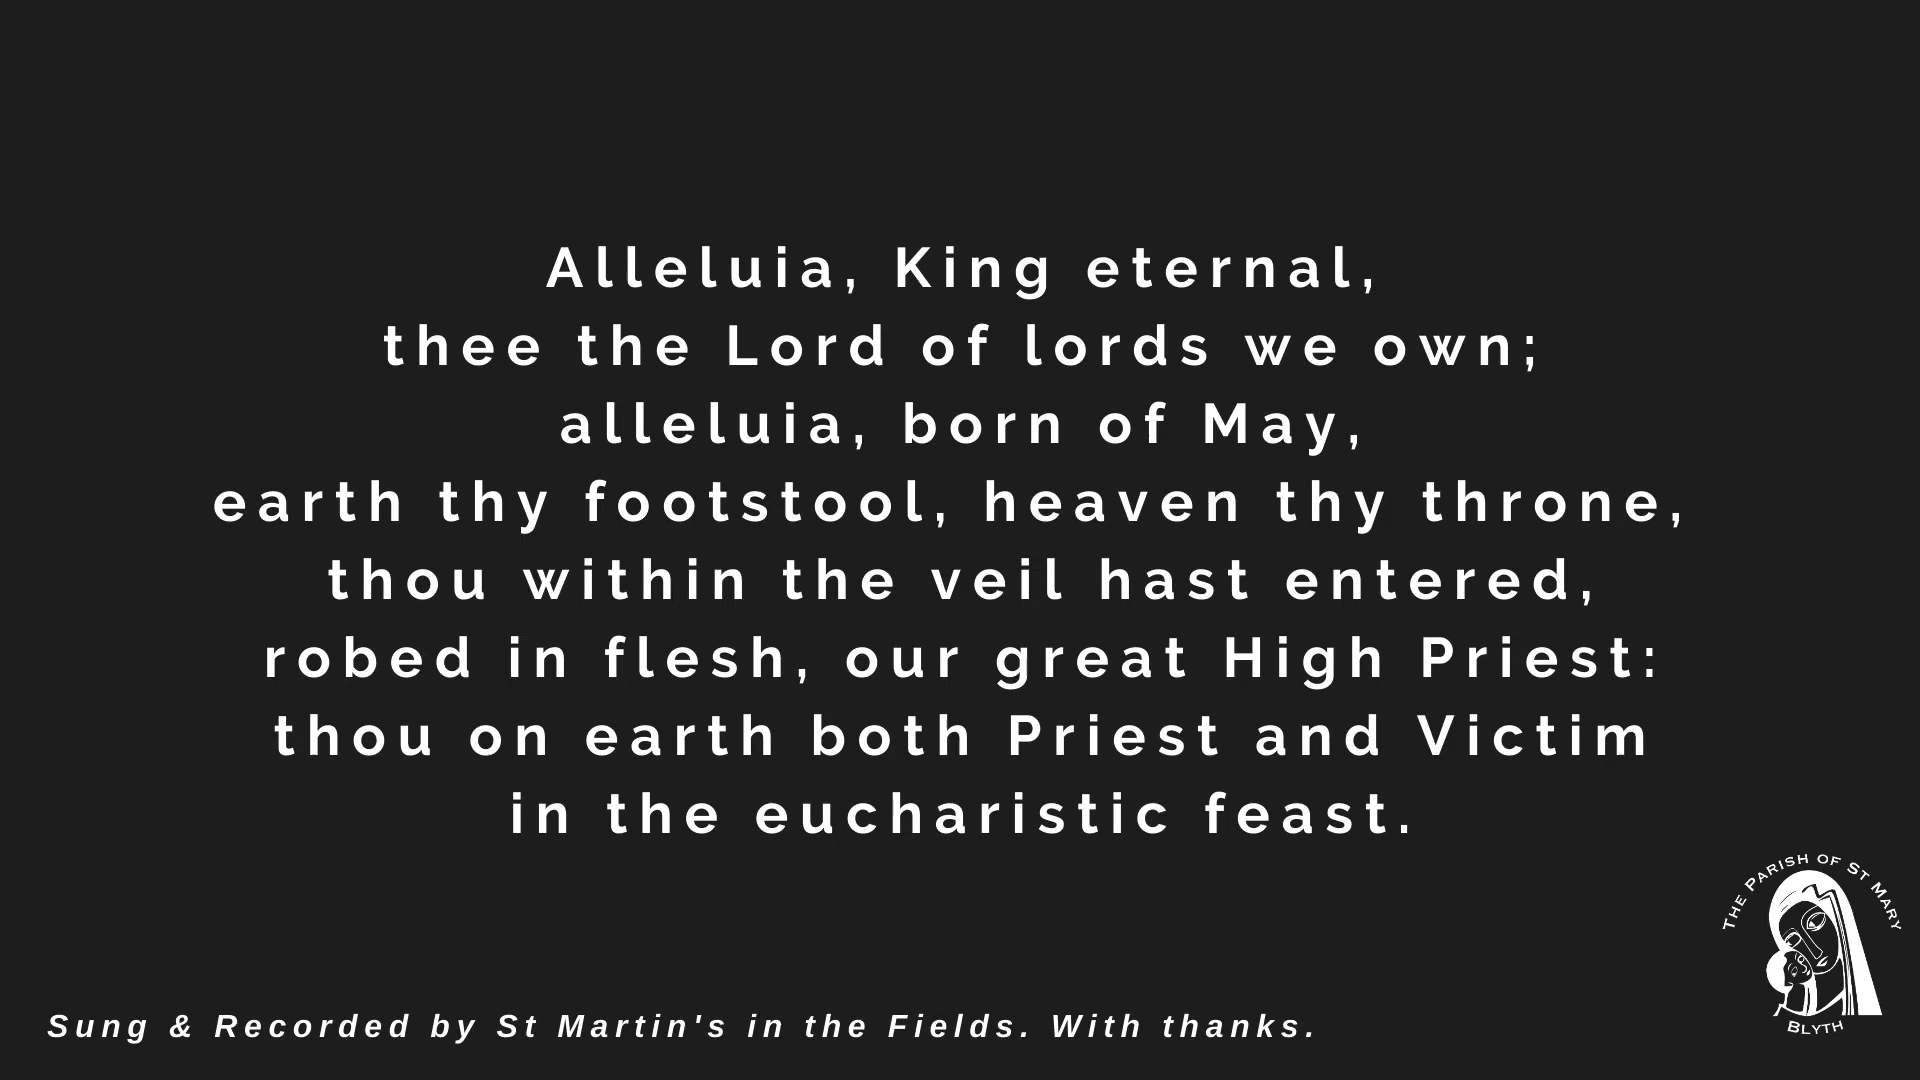 Alleluia, King eternal,
thee the Lord of lords we own;
alleluia, born of May,
earth thy footstool, heaven thy throne,
thou within the veil hast entered,
robed in flesh, our great High Priest:
thou on earth both Priest and Victim
in the eucharistic feast.
The Parish of St Mary
Blyth
Sung & Recorded by St Martin's in the Fields. With thanks.